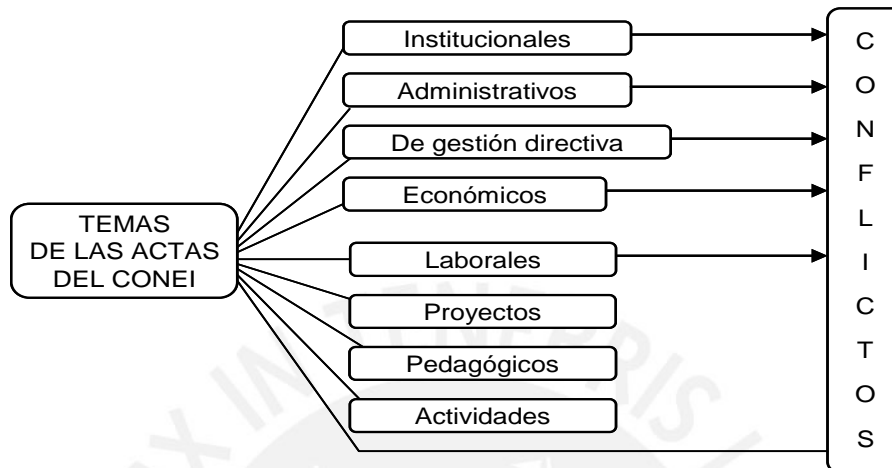 TEMAS
DE LAS ACTAS
DEL CONEI
Institucionales
Administrativos
De gestión directiva
Económicos
Laborales
Proyectos
Pedagógicos
Actividades
C
O
N
F
L
I
C
T
O
S